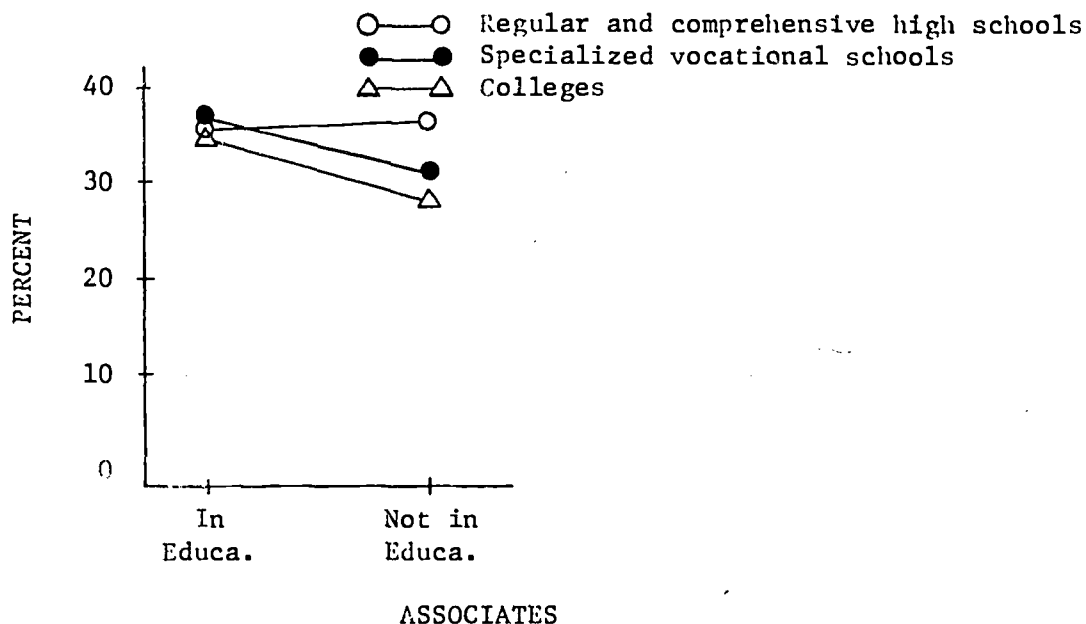 Regular and comprehensive high schools
Specialized vocational schools
Colleges
40
30
20
10
0
PERCENT
In
Educa.
Not in
Educa.
ASSOCIATES